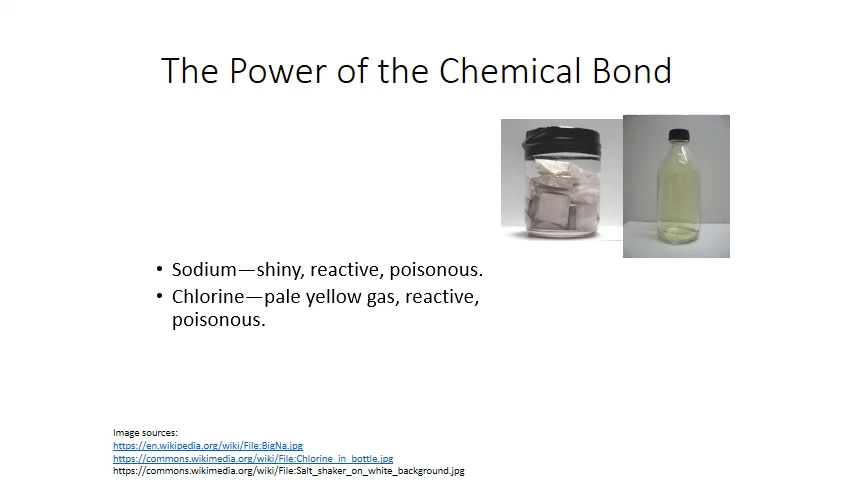 The Power of the Chemical Bond
• Sodium—shiny, reactive, poisonous.
• Chlorine—pale yellow gas, reactive,
poisonous.
Image sources:
https://en.wikipedia.org/wiki/File:BigNa.jpg
https://commons.wikimedia.org/wiki/File:Chlorine_in_bottle.jpg
https://commons.wikimedia.org/wiki/File:Salt_shaker_on_white_background.jpg